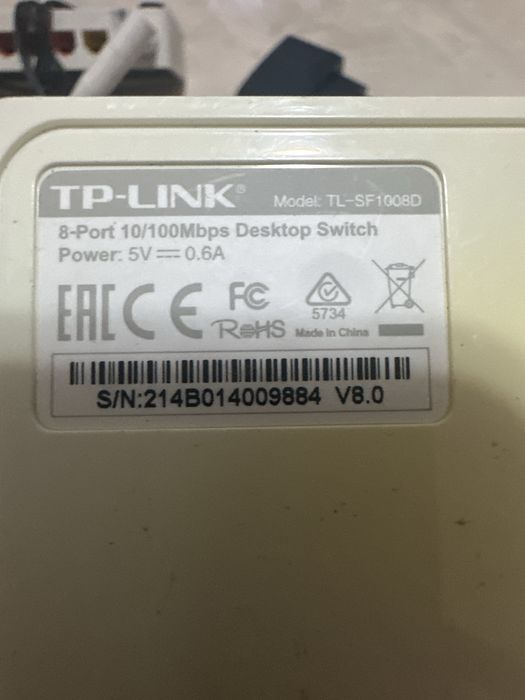 TP-LINK® Model: TL-SF1008D
8-Port 10/100Mbps Desktop Switch
Power: 5V⎓0.6A
EAC CE FC
5734
RoHS Made in China
S/N:214B014009884 V8.0